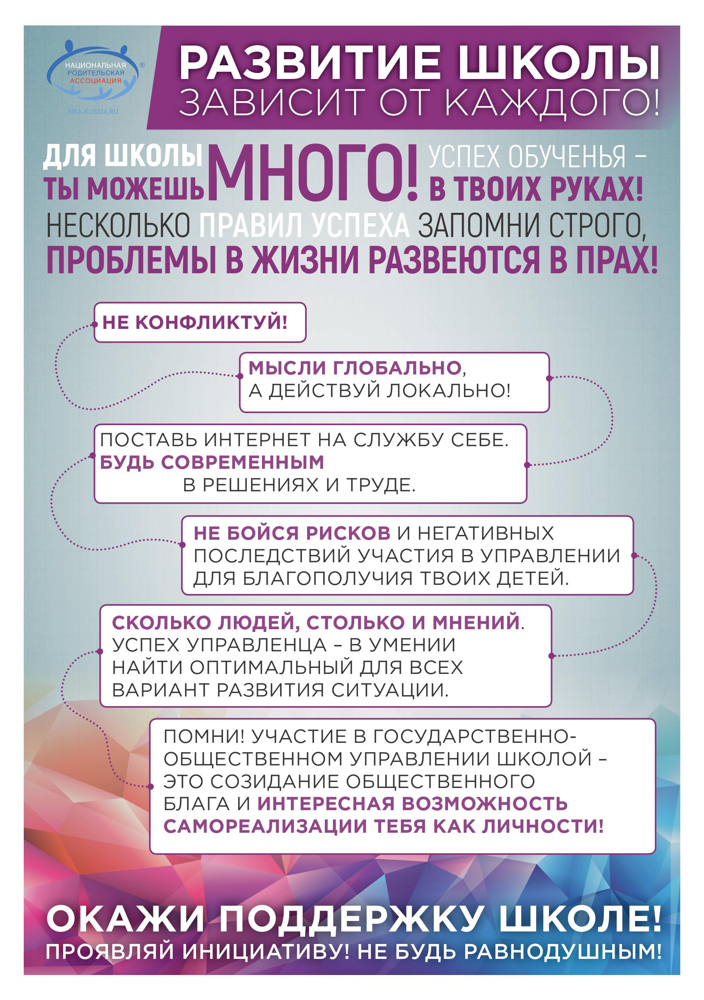 НАЦИОНАЛЬНАЯ ®
РОДИТЕЛЬСКАЯ
АССОЦИАЦИЯ
NRA-RUSSIA.RU
РАЗВИТИЕ ШКОЛЫ
ЗАВИСИТ ОТ КАЖДОГО!
ДЛЯ ШКОЛЫ
ТЫ МОЖЕШЬ МНОГО!
УСПЕХ ОБУЧЕНЬЯ –
В ТВОИХ РУКАХ!
НЕСКОЛЬКО ПРАВИЛ УСПЕХА ЗАПОМНИ СТРОГО,
ПРОБЛЕМЫ В ЖИЗНИ РАЗВЕЮТСЯ В ПРАХ!
НЕ КОНФЛИКТУЙ!
МЫСЛИ ГЛОБАЛЬНО,
А ДЕЙСТВУЙ ЛОКАЛЬНО!
ПОСТАВЬ ИНТЕРНЕТ НА СЛУЖБУ СЕБЕ.
БУДЬ СОВРЕМЕННЫМ
В РЕШЕНИЯХ И ТРУДЕ.
НЕ БОЙСЯ РИСКОВ И НЕГАТИВНЫХ
ПОСЛЕДСТВИЙ УЧАСТИЯ В УПРАВЛЕНИИ
ДЛЯ БЛАГОПОЛУЧИЯ ТВОИХ ДЕТЕЙ.
СКОЛЬКО ЛЮДЕЙ, СТОЛЬКО И МНЕНИЙ.
УСПЕХ УПРАВЛЕНЦА – В УМЕНИИ
НАЙТИ ОПТИМАЛЬНЫЙ ДЛЯ ВСЕХ
ВАРИАНТ РАЗВИТИЯ СИТУАЦИИ.
ПОМНИ! УЧАСТИЕ В ГОСУДАРСТВЕННО-
ОБЩЕСТВЕННОМ УПРАВЛЕНИИ ШКОЛОЙ –
ЭТО СОЗИДАНИЕ ОБЩЕСТВЕННОГО
БЛАГА И ИНТЕРЕСНАЯ ВОЗМОЖНОСТЬ
САМОРЕАЛИЗАЦИИ ТЕБЯ КАК ЛИЧНОСТИ!
ОКАЖИ ПОДДЕРЖКУ ШКОЛЕ!
ПРОЯВЛЯЙ ИНИЦИАТИВУ! НЕ БУДЬ РАВНОДУШНЫМ!